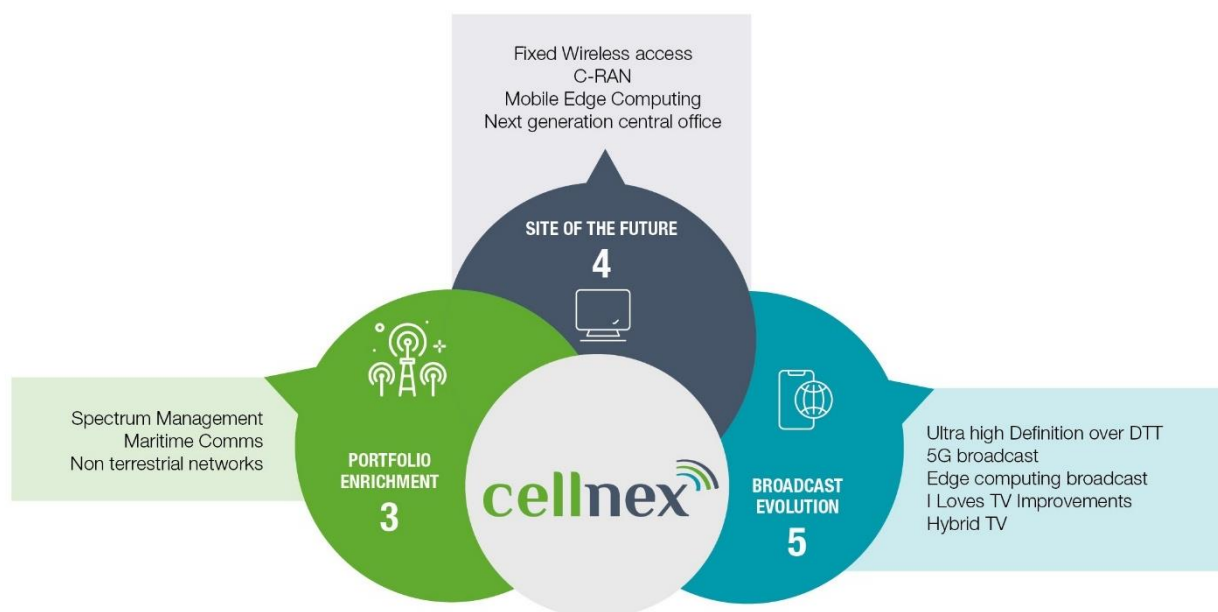 Fixed Wireless access
C-RAN
Mobile Edge Computing
Next generation central office
SITE OF THE FUTURE
4
Spectrum Management
Maritime Comms
Non terrestrial networks
PORTFOLIO
ENRICHMENT
3
cellnex
BROADCAST
EVOLUTION
5
Ultra high Definition over DTT
5G broadcast
Edge computing broadcast
I Loves TV Improvements
Hybrid TV